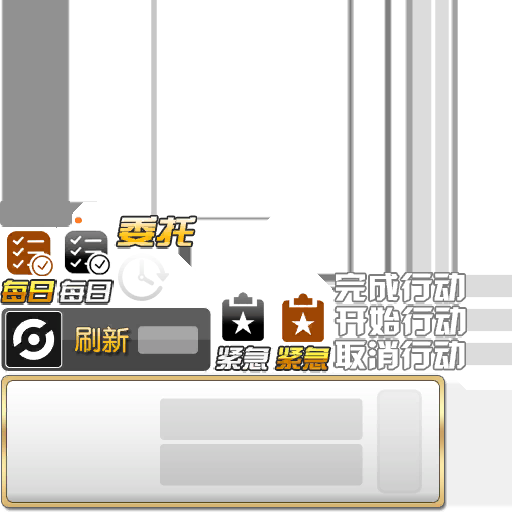 委托
每日 每日
完成行动
开始行动
刷新
紧急 紧急
取消行动